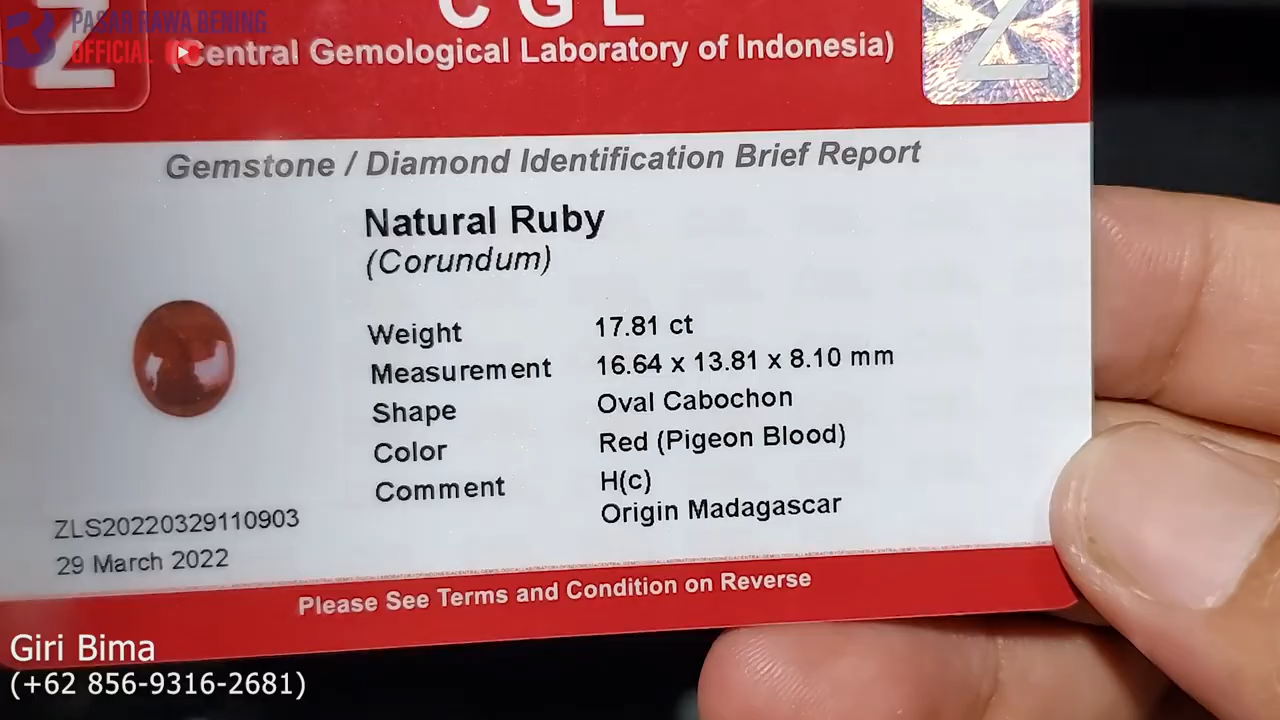 CGL
Z
PASAR RAWA BENING
OFFICIAL
(Central Gemological Laboratory of Indonesia)
Z
Gemstone / Diamond Identification Brief Report
Natural Ruby
(Corundum)
Weight 17.81 ct
Measurement 16.64 x 13.81 x 8.10 mm
Shape Oval Cabochon
Color Red (Pigeon Blood)
Comment H(c)
Origin Madagascar
ZLS20220329110903
29 March 2022
Please See Terms and Condition on Reverse
Giri Bima
(+62 856-9316-2681)